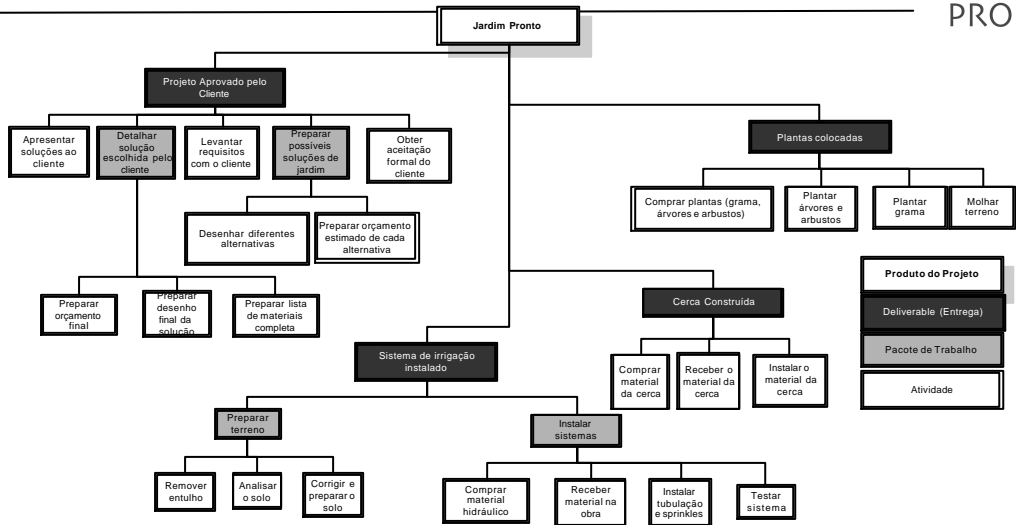 PRO
Jardim Pronto
Projeto Aprovado pelo
Cliente
Apresentar
soluções ao
cliente
Detalhar
solução
escolhida pelo
cliente
Levantar
requisitos
com o cliente
Preparar
possíveis
soluções de
jardim
Obter
aceitação
formal do
cliente
Desenhar diferentes
alternativas
Preparar orçamento
estimado de cada
alternativa
Preparar
orçamento
final
Preparar
desenho
final da
solução
Preparar lista
de materiais
completa
Plantas colocadas
Comprar plantas (grama,
árvores e arbustos)
Plantar
árvores e
arbustos
Plantar
grama
Molhar
terreno
Cerca Construída
Comprar
material
da cerca
Receber o
material da
cerca
Instalar o
material da
cerca
Sistema de irrigação
instalado
Preparar
terreno
Remover
entulho
Analisar
o solo
Corrigir e
preparar o
solo
Instalar
sistemas
Comprar
material
hidráulico
Receber
material na
obra
Instalar
tubulação
e sprinkles
Testar
sistema
Produto do Projeto
Deliverable (Entrega)
Pacote de Trabalho
Atividade